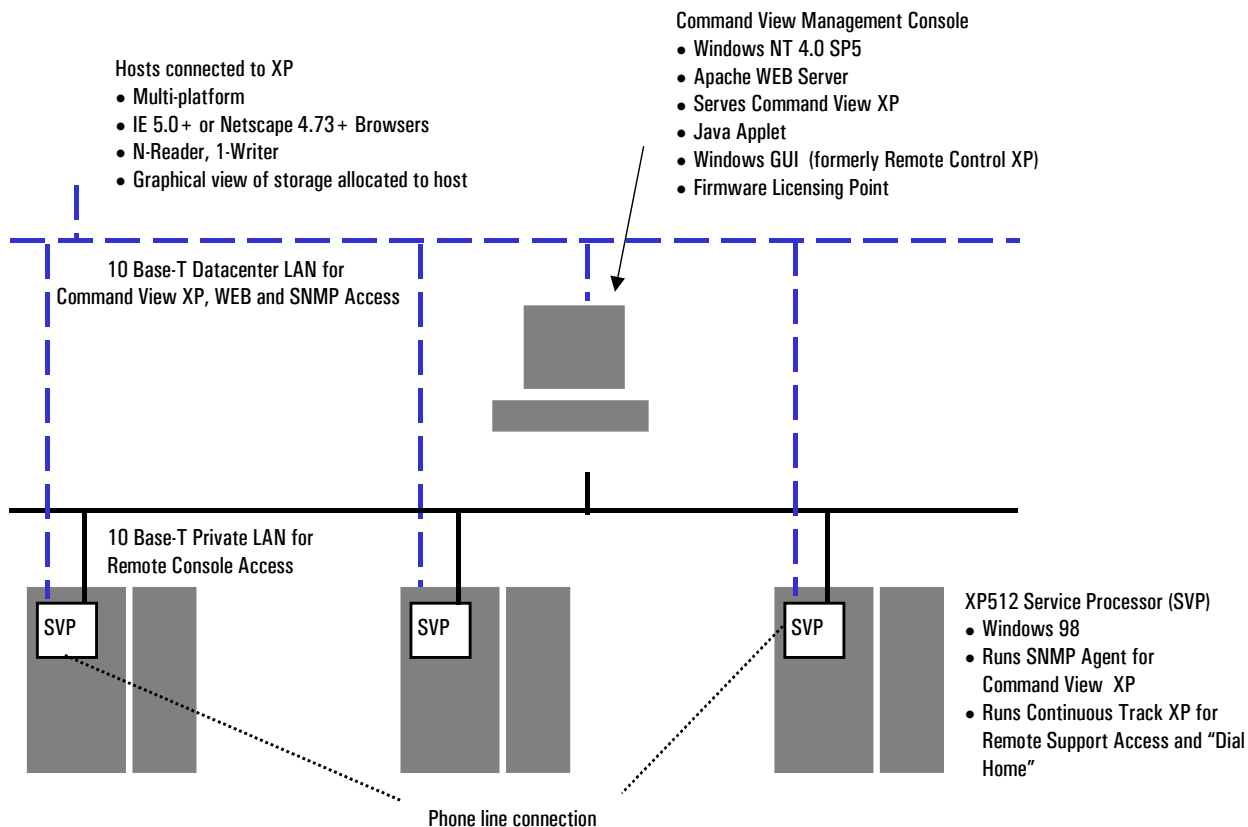 Command View Management Console
• Windows NT 4.0 SP5
• Apache WEB Server
• Serves Command View XP
• Java Applet
• Windows GUI (formerly Remote Control XP)
• Firmware Licensing Point
Hosts connected to XP
• Multi-platform
• IE 5.0+ or Netscape 4.73+ Browsers
• N-Reader, 1-Writer
• Graphical view of storage allocated to host
10 Base-T Datacenter LAN for
Command View XP, WEB and SNMP Access
10 Base-T Private LAN for
Remote Console Access
SVP
SVP
SVP
XP512 Service Processor (SVP)
• Windows 98
• Runs SNMP Agent for
Command View XP
• Runs Continuous Track XP for
Remote Support Access and “Dial
Home”
Phone line connection